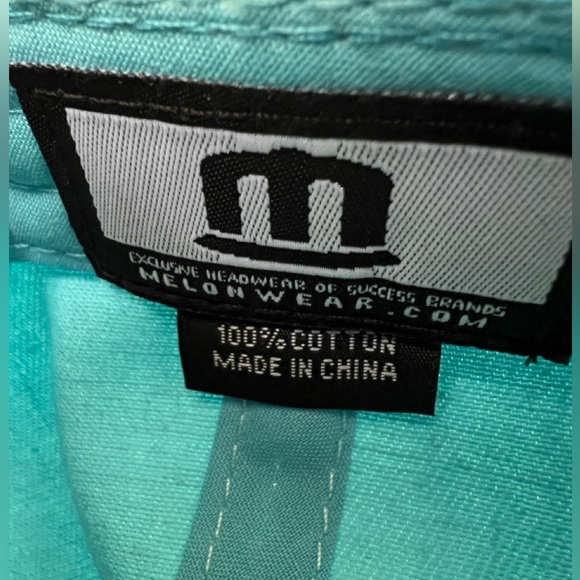 m
EXCLUSIVE HEADWEAR OF SUCCESS BRANDS
MELONWEAR.COM
100% COTTON
MADE IN CHINA